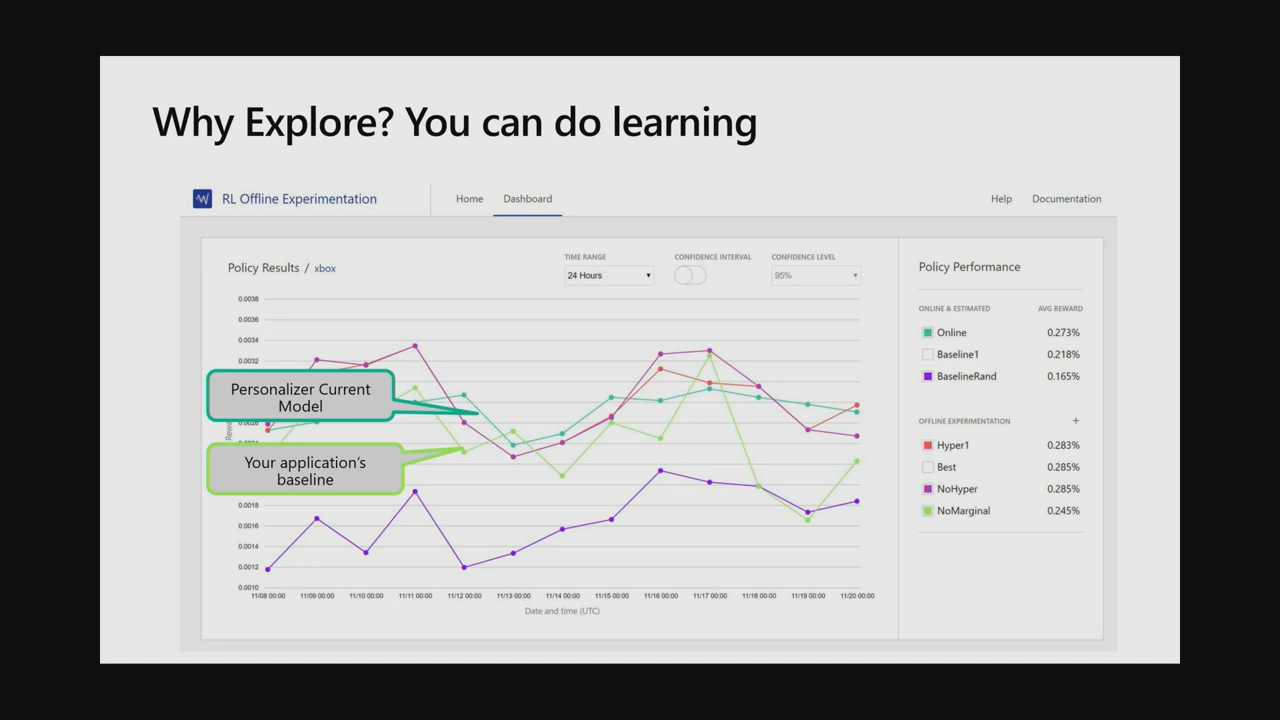 Why Explore? You can do learning
RL Offline Experimentation
Home
Dashboard
Help
Documentation
Policy Results / xbox
TIME RANGE
24 Hours
CONFIDENCE INTERVAL
CONFIDENCE LEVEL
95%
0.0038
0.0036
0.0034
0.0032
Personalizer Current
Model
0.0026
Your application's
baseline
0.0018
0.0016
0.0014
0.0012
0.0010
11/08 00:00
11/09 00:00
11/10 00:00
11/11 00:00
11/12 00:00
11/13 00:00
11/14 00:00
11/15 00:00
11/16 00:00
11/17 00:00
11/18 00:00
11/19 00:00
11/20 00:00
Date and time (UTC)
Policy Performance
ONLINE & ESTIMATED AVG REWARD
Online 0.273%
Baseline1 0.218%
BaselineRand 0.165%
OFFLINE EXPERIMENTATION +
Hyper1 0.283%
Best 0.285%
NoHyper 0.285%
NoMarginal 0.245%